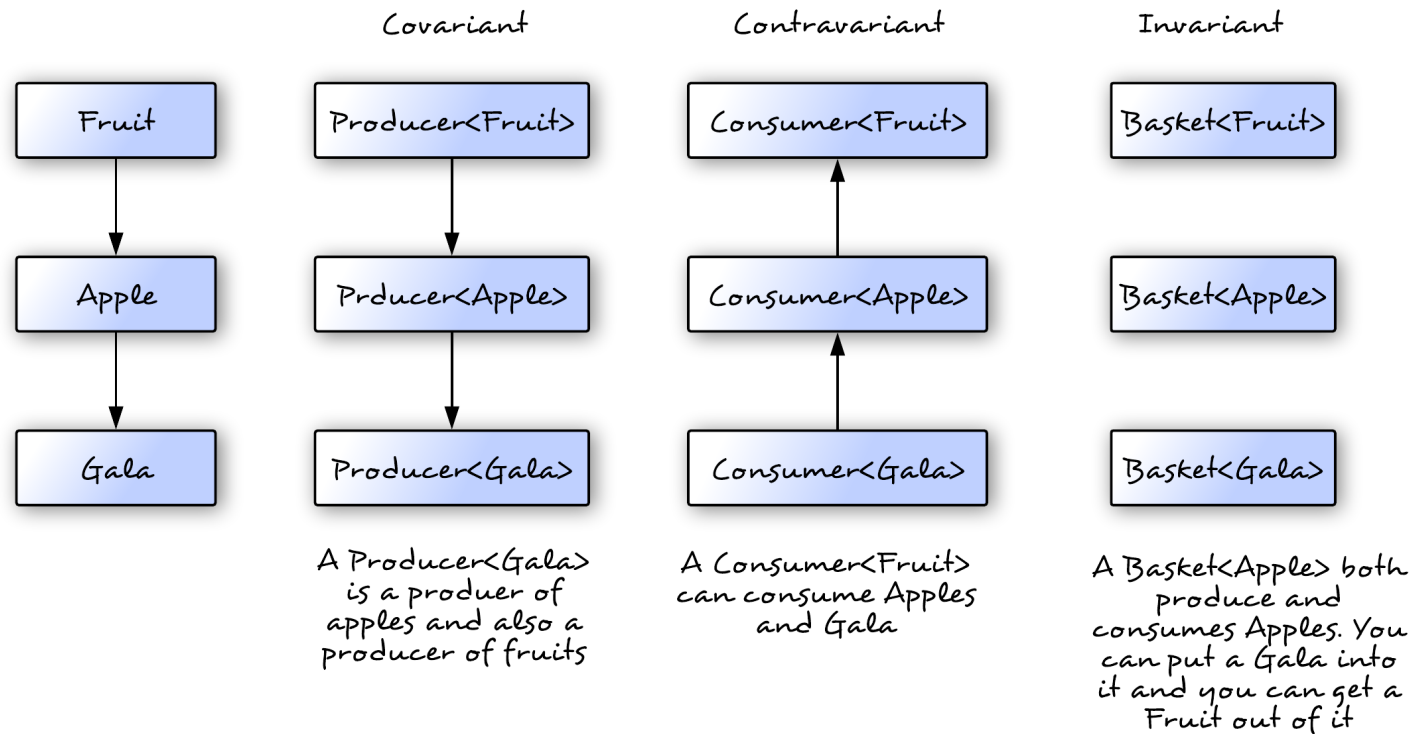 Covariant
Contravariant
Invariant
Fruit
Producer<Fruit>
Consumer<Fruit>
Basket<Fruit>
Apple
Prducer<Apple>
Consumer<Apple>
Basket<Apple>
Gala
Producer<Gala>
Consumer<Gala>
Basket<Gala>
A Producer<Gala>
is a produer of
apples and also a
producer of fruits
A Consumer<Fruit>
can consume Apples
and Gala
A Basket<Apple> both
produce and
consumes Apples. You
can put a Gala into
it and you can get a
Fruit out of it